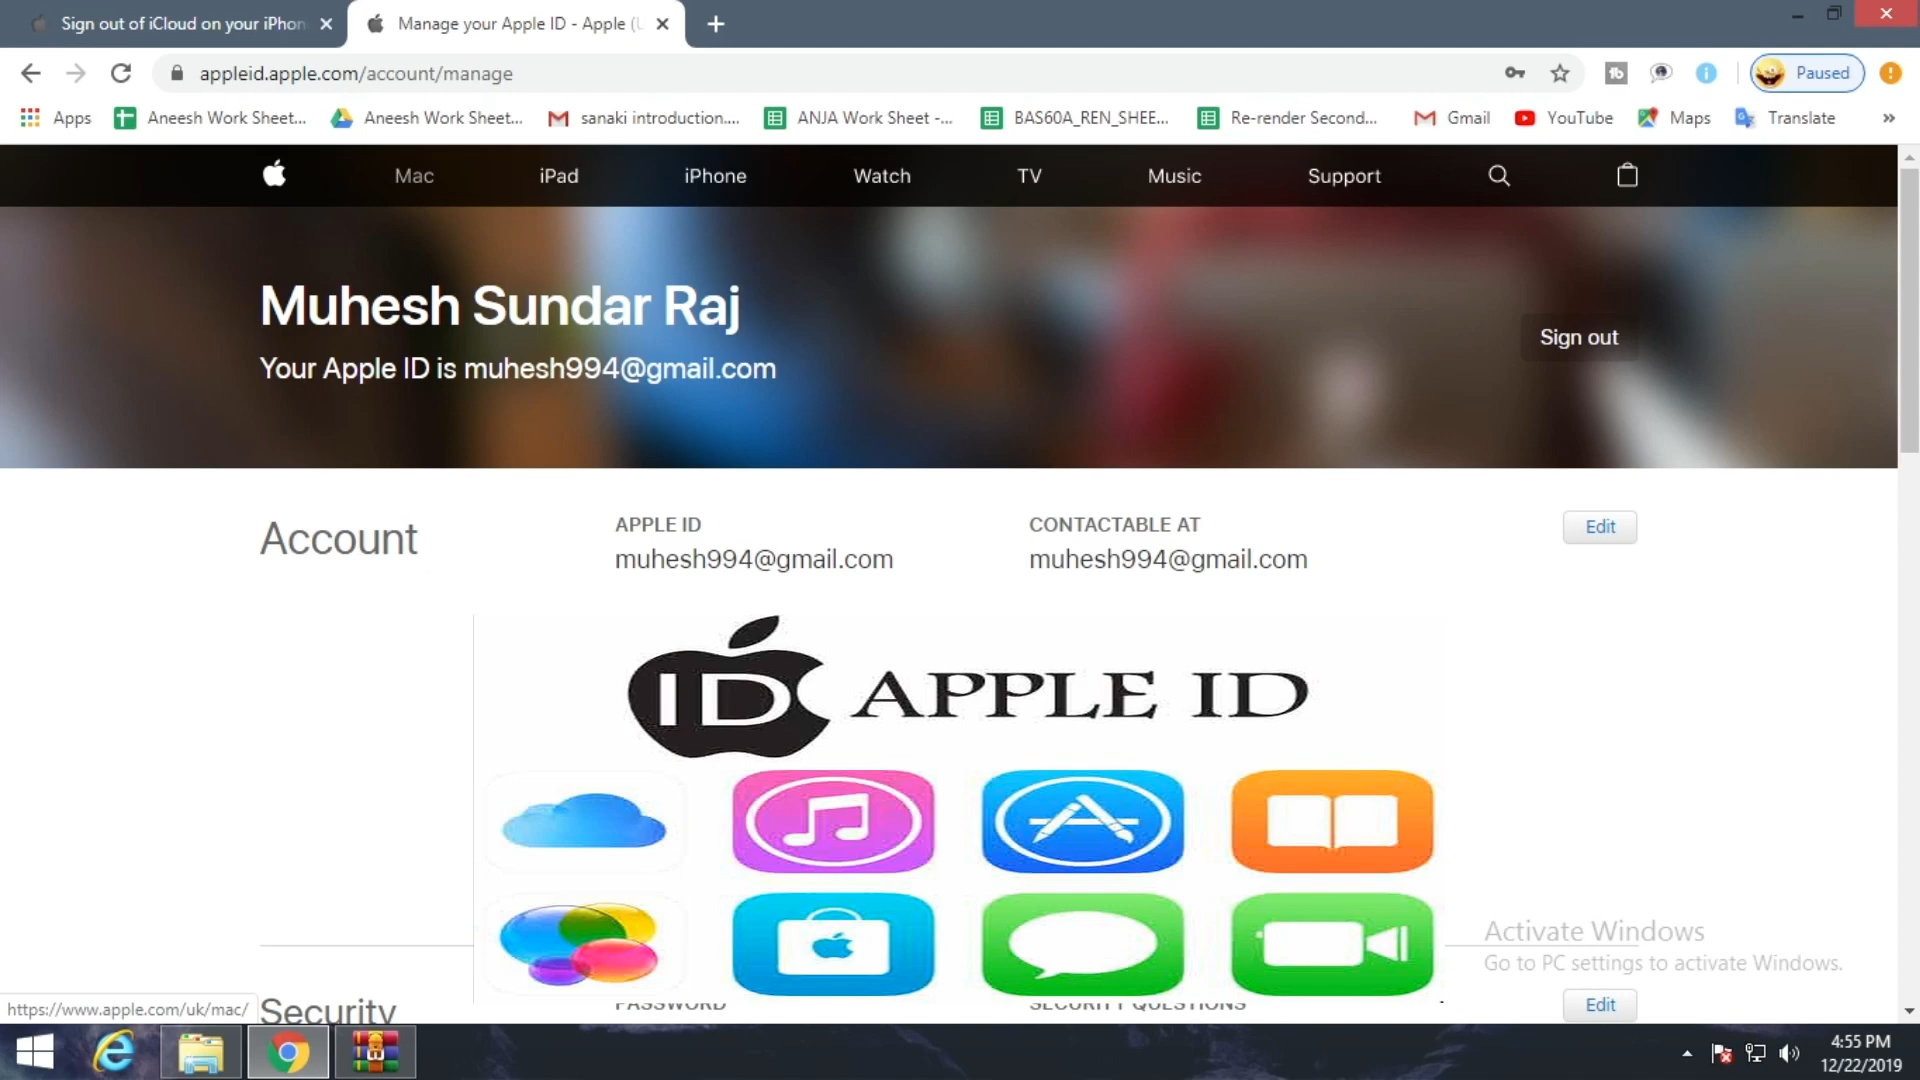 Sign out of iCloud on your iPhon
Manage your Apple ID - Apple (U
appleid.apple.com/account/manage
Paused
Apps
Aneesh Work Sheet...
Aneesh Work Sheet...
sanaki introduction....
ANJA Work Sheet -...
BAS60A_REN_SHEE...
Re-render Second...
Gmail
YouTube
Maps
Translate
Mac
iPad
iPhone
Watch
TV
Music
Support
Muhesh Sundar Raj
Your Apple ID is muhesh994@gmail.com
Sign out
Account
APPLE ID
muhesh994@gmail.com
CONTACTABLE AT
muhesh994@gmail.com
Edit
ID APPLE ID
Activate Windows
Go to PC settings to activate Windows.
https://www.apple.com/uk/mac/
Security
PASSWORD
SECURITY QUESTIONS
Edit
4:55 PM
12/22/2019